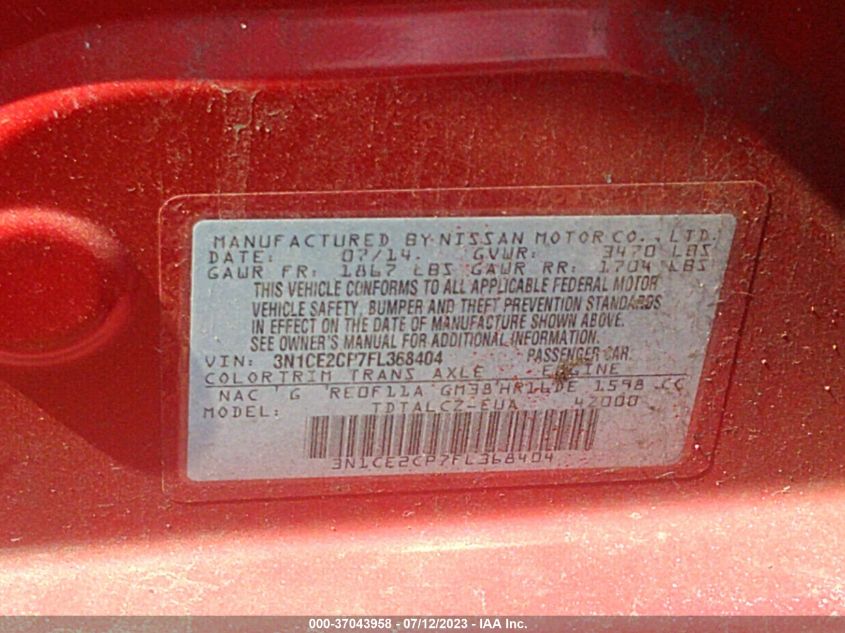 MANUFACTURED BY NISSAN MOTOR CO., LTD.
DATE: 07/14. GVWR: 3470 LBS
GAWR FR: 1867 LBS GAWR RR: 1704 LBS
THIS VEHICLE CONFORMS TO ALL APPLICABLE FEDERAL MOTOR
VEHICLE SAFETY, BUMPER AND THEFT PREVENTION STANDARDS
IN EFFECT ON THE DATE OF MANUFACTURE SHOWN ABOVE.
SEE OWNER'S MANUAL FOR ADDITIONAL INFORMATION.
VIN: 3N1CE2CP7FL368404 PASSENGER CAR
COLOR TRIM TRANS AXLE ENGINE
NAC G RE0F11A GM38 HR16DE 1598 CC
MODEL: TDTALCZ-EUA 42000
3N1CE2CP7FL368404
000-37043958 - 07/12/2023 - IAA Inc.